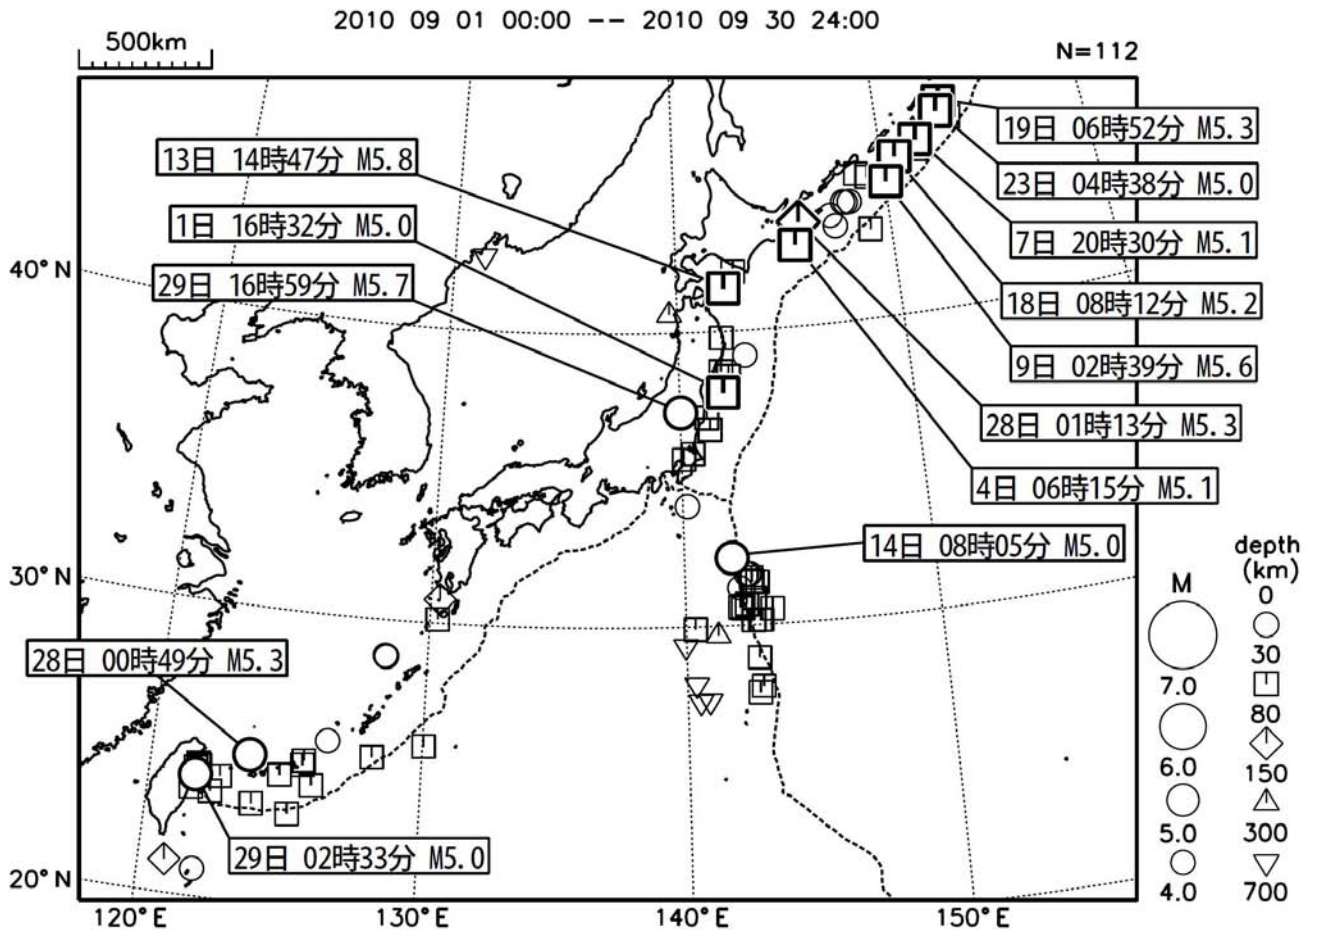 2010 09 01 00:00 -- 2010 09 30 24:00
500km
N=112
19日 06時52分 M5.3
13日 14時47分 M5.8
23日 04時38分 M5.0
1日 16時32分 M5.0
7日 20時30分 M5.1
40°N
29日 16時59分 M5.7
18日 08時12分 M5.2
9日 02時39分 M5.6
28日 01時13分 M5.3
4日 06時15分 M5.1
14日 08時05分 M5.0
30°N
28日 00時49分 M5.3
29日 02時33分 M5.0
20°N
120°E
130°E
140°E
150°E
M
7.0
6.0
5.0
4.0
depth
(km)
0
30
80
150
300
700